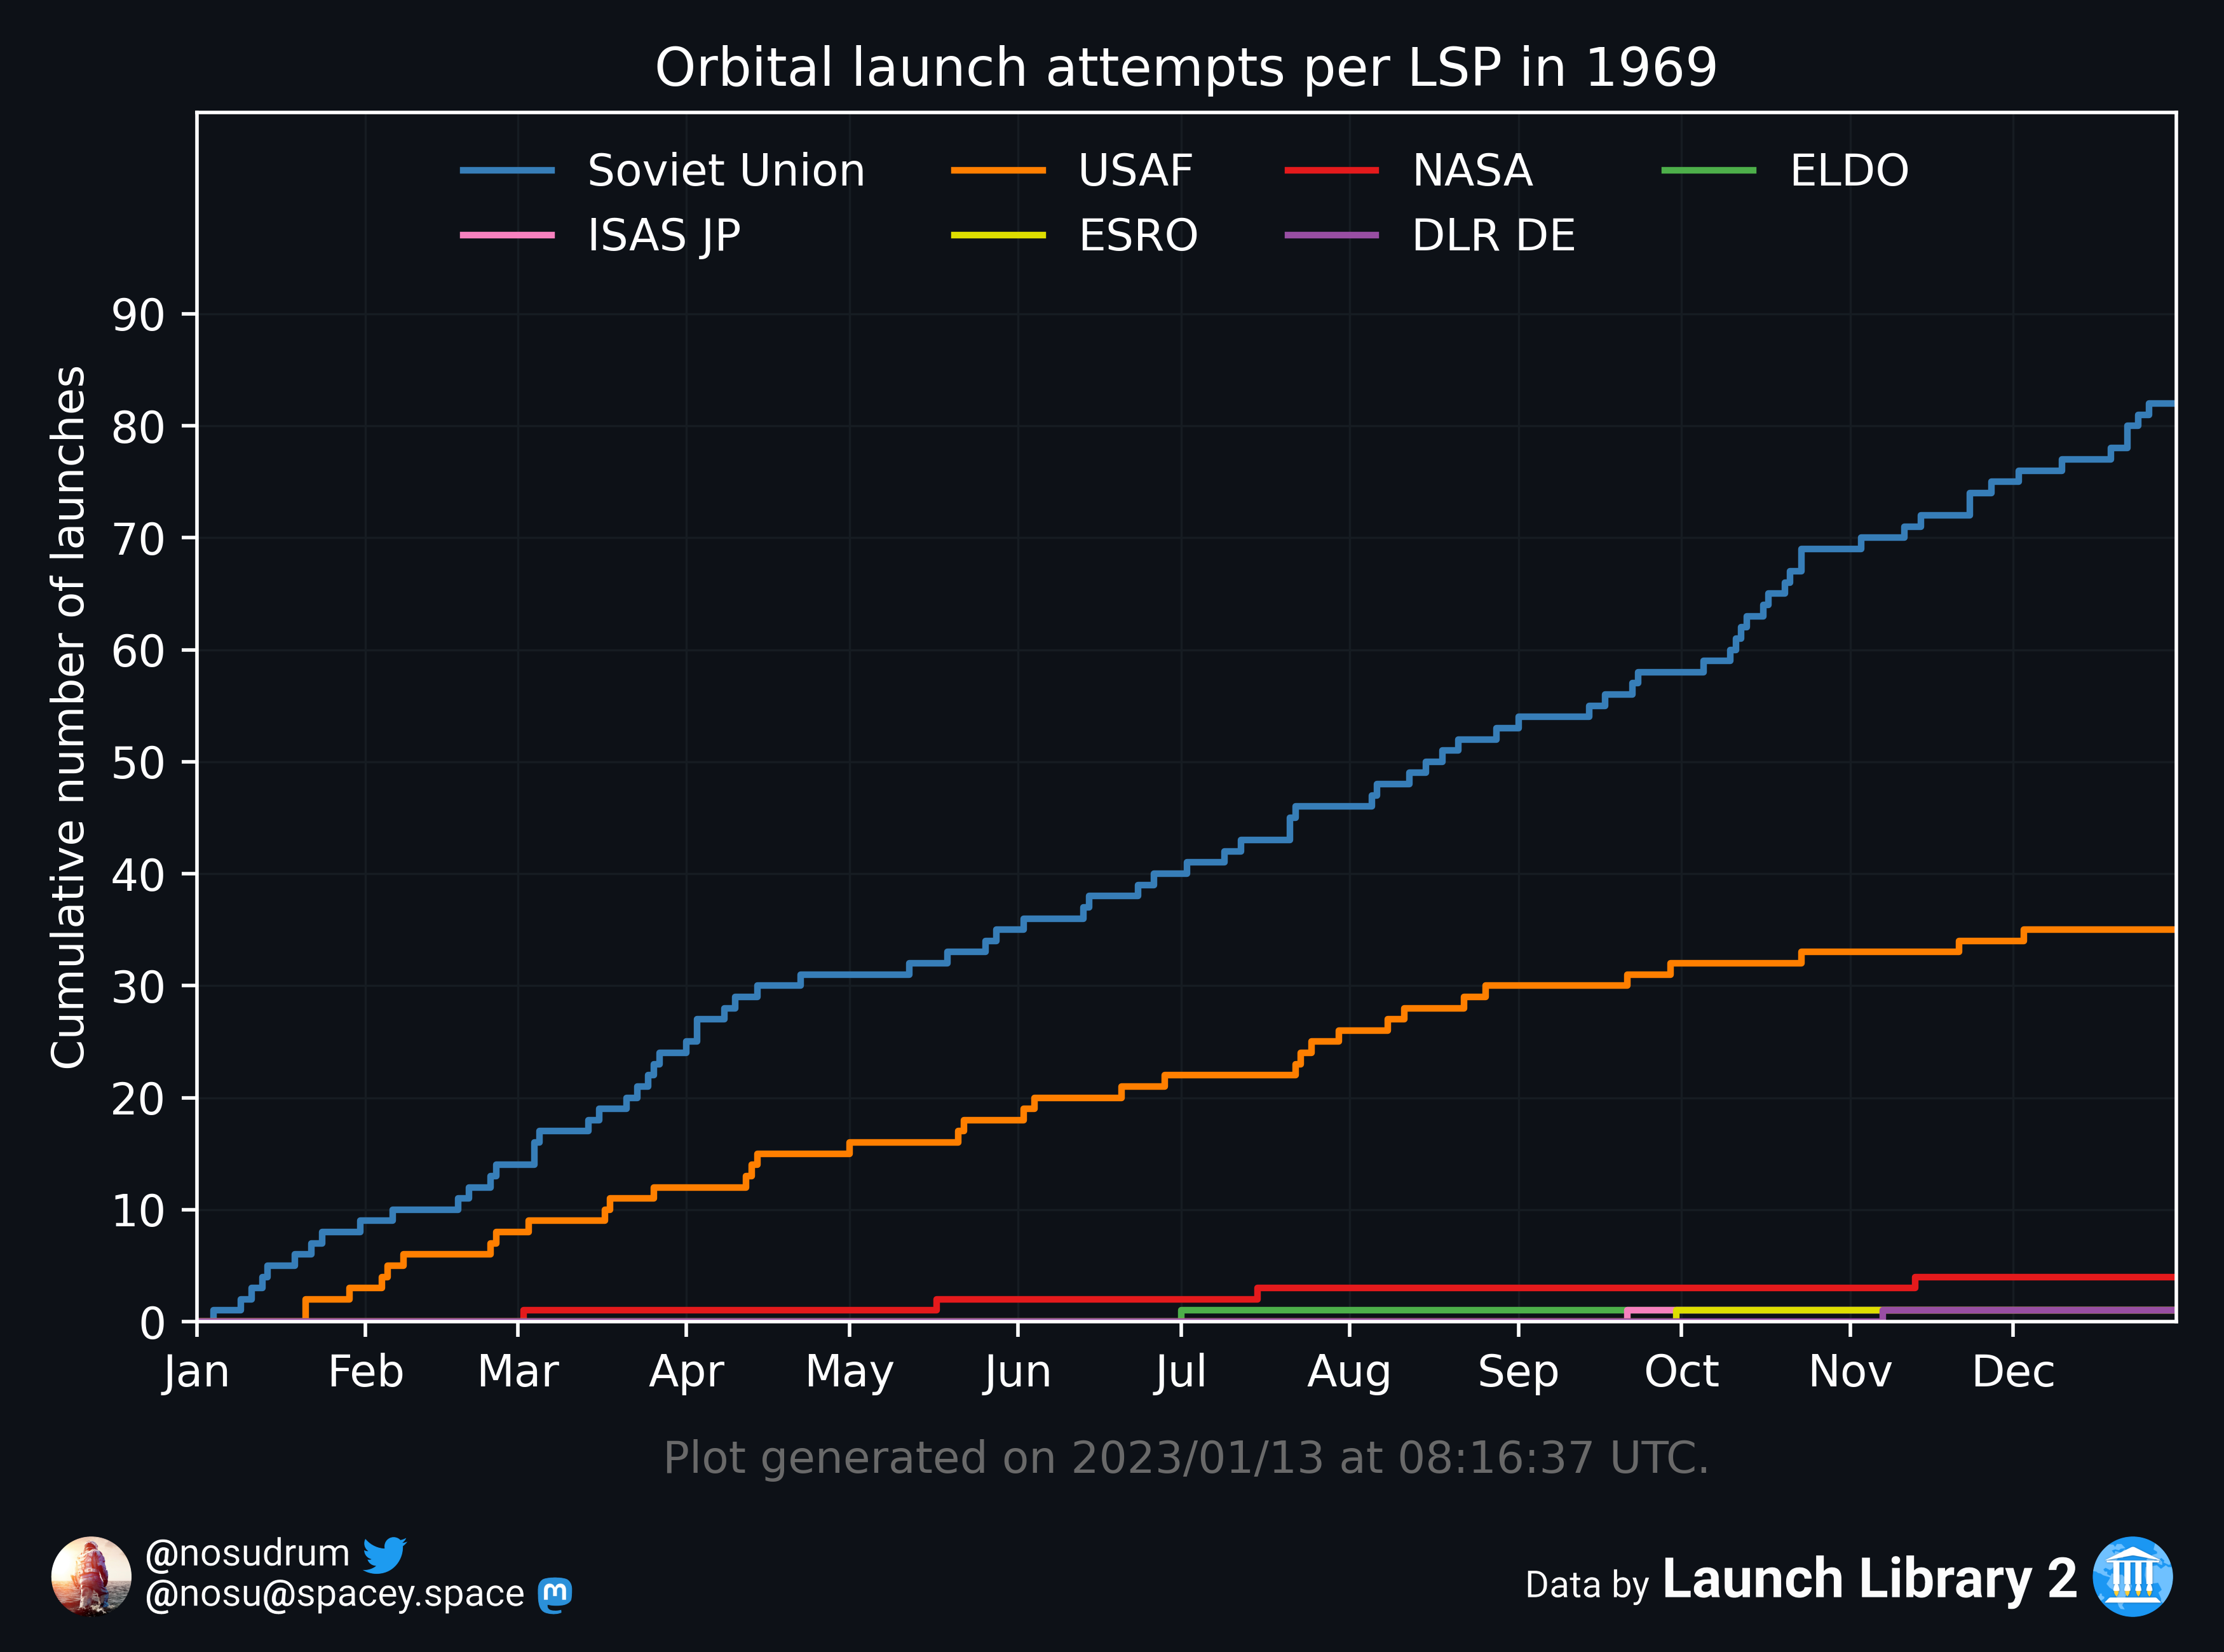 Orbital launch attempts per LSP in 1969
Soviet Union USAF NASA ELDO
ISAS JP ESRO DLR DE
Cumulative number of launches
90
80
70
60
50
40
30
20
10
0
Jan Feb Mar Apr May Jun Jul Aug Sep Oct Nov Dec
Plot generated on 2023/01/13 at 08:16:37 UTC.
@nosudrum
@nosu@spacey.space
Data by Launch Library 2